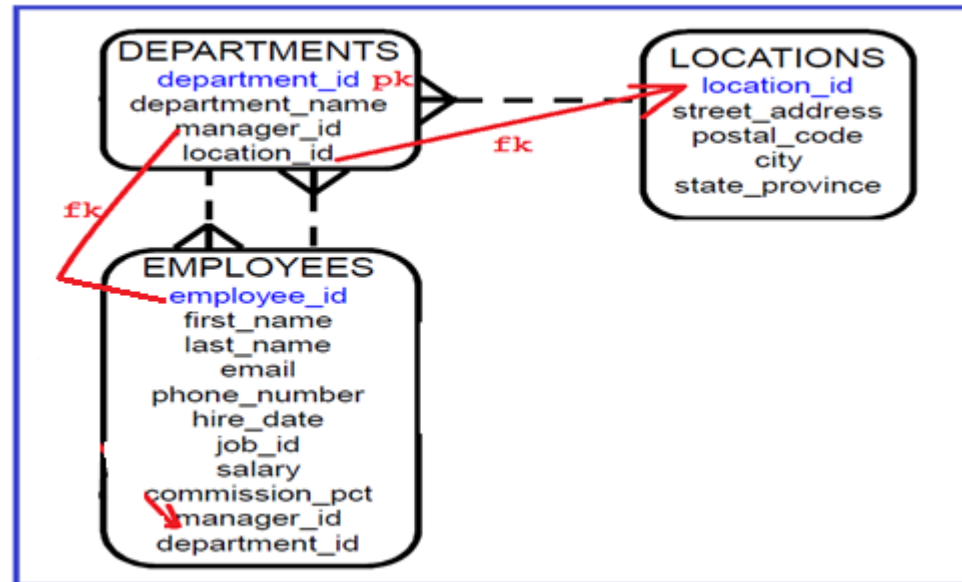 DEPARTMENTS
department_id pk
department_name
manager_id
location_id
fk
fk
LOCATIONS
location_id
street_address
postal_code
city
state_province
EMPLOYEES
employee_id
first_name
last_name
email
phone_number
hire_date
job_id
salary
commission_pct
manager_id
department_id